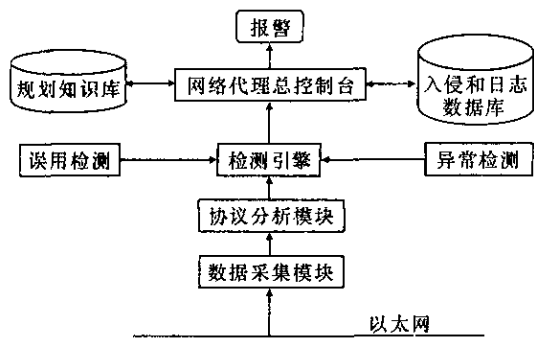 报警
规划知识库
网络代理总控制台
入侵和日志
数据库
误用检测
检测引擎
异常检测
协议分析模块
数据采集模块
以太网